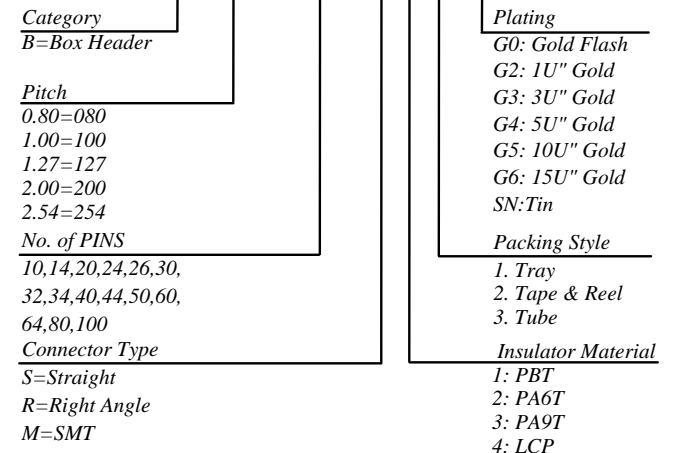 Category
B=Box Header
Pitch
0.80=080
1.00=100
1.27=127
2.00=200
2.54=254
No. of PINS
10,14,20,24,26,30,
32,34,40,44,50,60,
64,80,100
Connector Type
S=Straight
R=Right Angle
M=SMT
Plating
G0: Gold Flash
G2: 1U" Gold
G3: 3U" Gold
G4: 5U" Gold
G5: 10U" Gold
G6: 15U" Gold
SN:Tin
Packing Style
1. Tray
2. Tape & Reel
3. Tube
Insulator Material
1: PBT
2: PA6T
3: PA9T
4: LCP